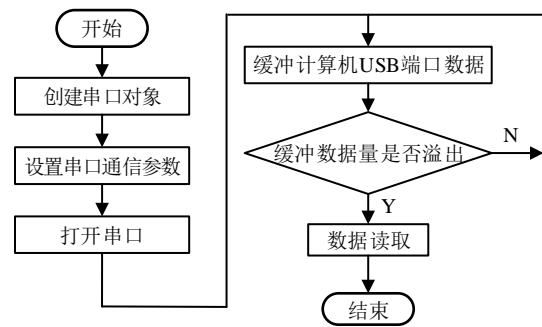 开始
创建串口对象
设置串口通信参数
打开串口
缓冲计算机USB端口数据
缓冲数据量是否溢出
N
Y
数据读取
结束